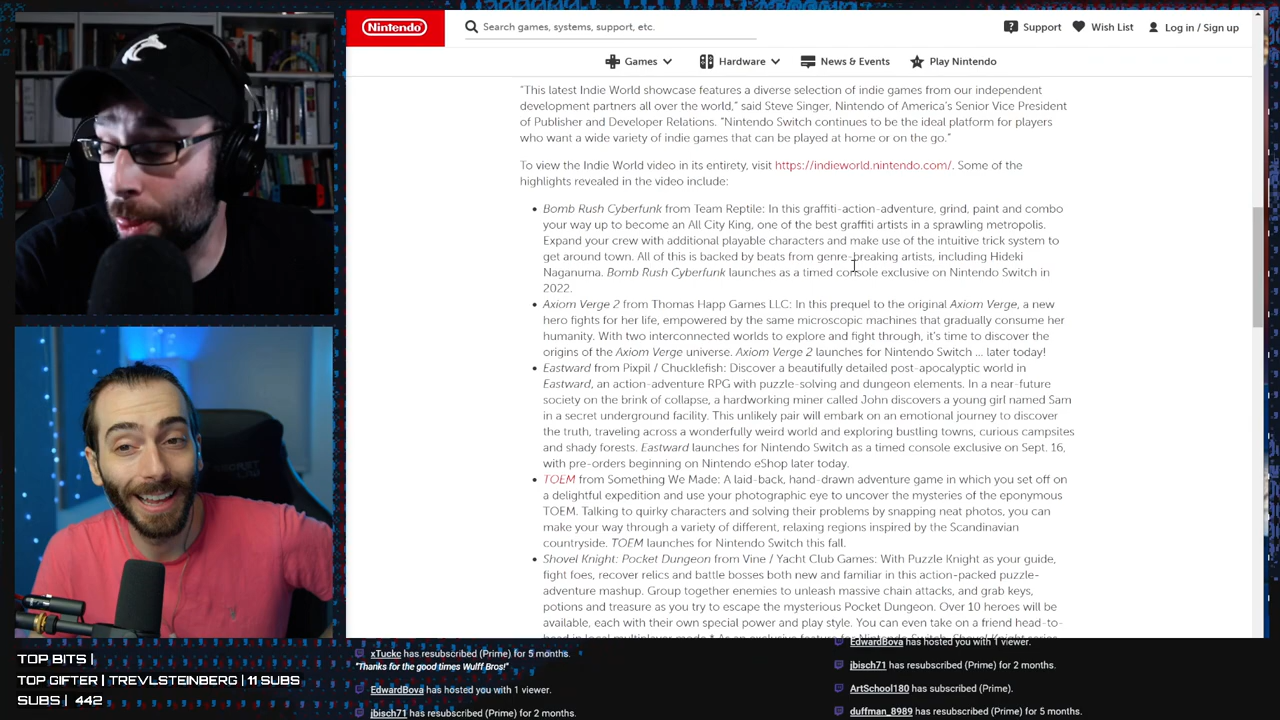 Nintendo
Search games, systems, support, etc.
Support
Wish List
Log in / Sign up
Games
Hardware
News & Events
Play Nintendo
"This latest Indie World showcase features a diverse selection of indie games from our independent
development partners all over the world," said Steve Singer, Nintendo of America's Senior Vice President
of Publisher and Developer Relations. "Nintendo Switch continues to be the ideal platform for players
who want a wide variety of indie games that can be played at home or on the go."
To view the Indie World video in its entirety, visit https://indieworld.nintendo.com/. Some of the
highlights revealed in the video include:
• Bomb Rush Cyberfunk from Team Reptile: In this graffiti-action-adventure, grind, paint and combo
your way up to become an All City King, one of the best graffiti artists in a sprawling metropolis.
Expand your crew with additional playable characters and make use of the intuitive trick system to
get around town. All of this is backed by beats from genre-breaking artists, including Hideki
Naganuma. Bomb Rush Cyberfunk launches as a timed console exclusive on Nintendo Switch in
2022.
• Axiom Verge 2 from Thomas Happ Games LLC: In this prequel to the original Axiom Verge, a new
hero fights for her life, empowered by the same microscopic machines that gradually consume her
humanity. With two interconnected worlds to explore and fight through, it's time to discover the
origins of the Axiom Verge universe. Axiom Verge 2 launches for Nintendo Switch ... later today!
• Eastward from Pixpil / Chucklefish: Discover a beautifully detailed post-apocalyptic world in
Eastward, an action-adventure RPG with puzzle-solving and dungeon elements. In a near-future
society on the brink of collapse, a hardworking miner called John discovers a young girl named Sam
in a secret underground facility. This unlikely pair will embark on an emotional journey to discover
the truth, traveling across a wonderfully weird world and exploring bustling towns, curious campsites
and shady forests. Eastward launches for Nintendo Switch as a timed console exclusive on Sept. 16,
with pre-orders beginning on Nintendo eShop later today.
• TOEM from Something We Made: A laid-back, hand-drawn adventure game in which you set off on
a delightful expedition and use your photographic eye to uncover the mysteries of the eponymous
TOEM. Talking to quirky characters and solving their problems by snapping neat photos, you can
make your way through a variety of different, relaxing regions inspired by the Scandinavian
countryside. TOEM launches for Nintendo Switch this fall.
• Shovel Knight: Pocket Dungeon from Vine / Yacht Club Games: With Puzzle Knight as your guide,
fight foes, recover relics and battle bosses both new and familiar in this action-packed puzzle-
adventure mashup. Group together enemies to unleash massive chain attacks, and grab keys,
potions and treasure as you try to escape the mysterious Pocket Dungeon. Over 10 heroes will be
available, each with their own special power and play style. You can even take on a friend head-to-
head in local multiplayer mode.* As an exclusive feature for Nintendo Switch, Shovel Knight series
TOP BITS |
TOP GIFTER | TREVLSTEINBERG | 11 SUBS
SUBS | 442
xTuckc has resubscribed (Prime) for 5 months.
"Thanks for the good times Wulff Bros!"
EdwardBova has hosted you with 1 viewer.
jbisch71 has resubscribed (Prime) for 2 months.
EdwardBova has hosted you with 1 viewer.
jbisch71 has resubscribed (Prime) for 2 months.
ArtSchool180 has subscribed (Prime).
duffman_8989 has resubscribed (Prime) for 5 months.